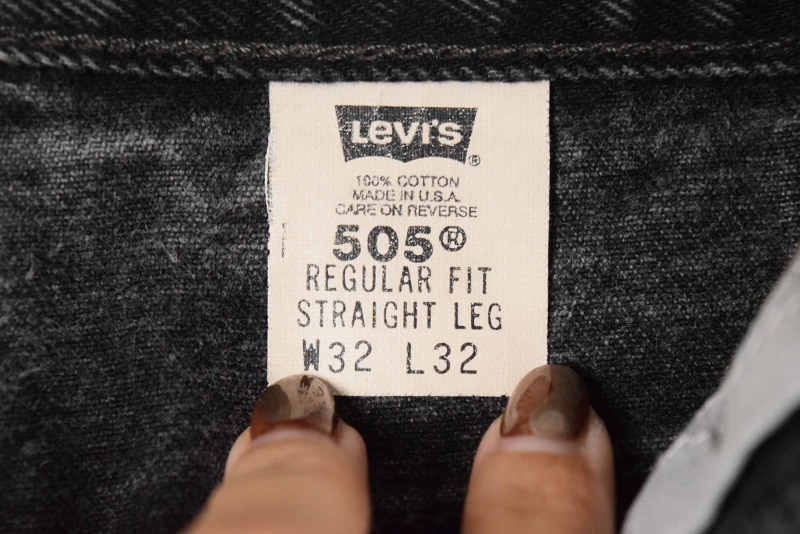 Levi's®
100% COTTON
MADE IN U.S.A.
CARE ON REVERSE
505®
REGULAR FIT
STRAIGHT LEG
W32 L32